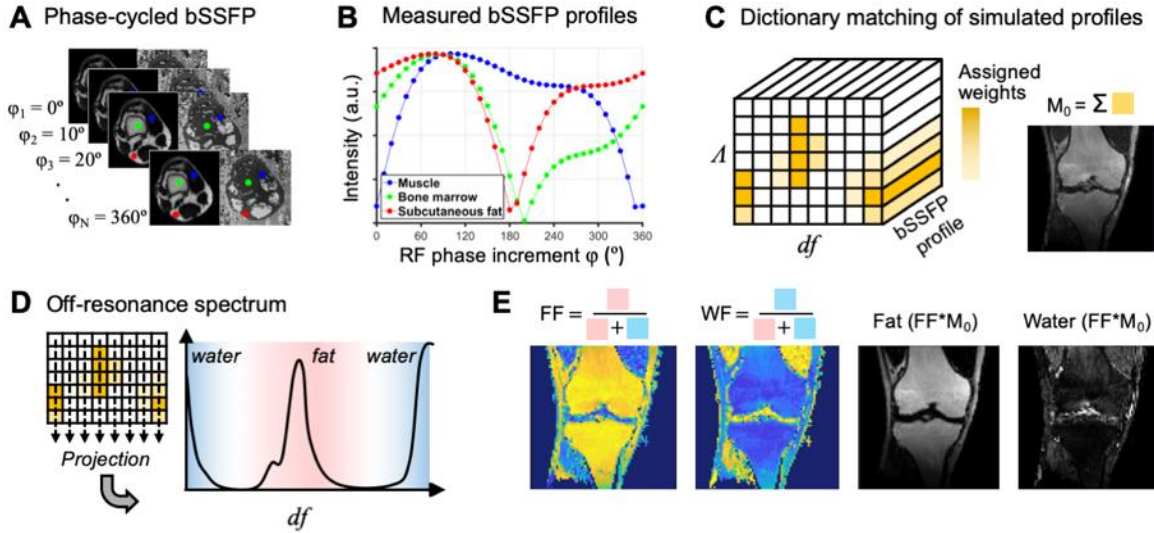 A Phase-cycled bSSFP
φ1 = 0º
φ2 = 10º
φ3 = 20º
.
.
.
φN = 360º
B Measured bSSFP profiles
Intensity (a.u.)
Muscle
Bone marrow
Subcutaneous fat
0 60 120 180 240 300 360
RF phase increment φ (º)
C Dictionary matching of simulated profiles
Λ
df
bSSFP
profile
Assigned
weights
M0 = Σ
D Off-resonance spectrum
Projection
water fat water
df
E
FF =
+
WF =
+
Fat (FF*M0)
Water (FF*M0)